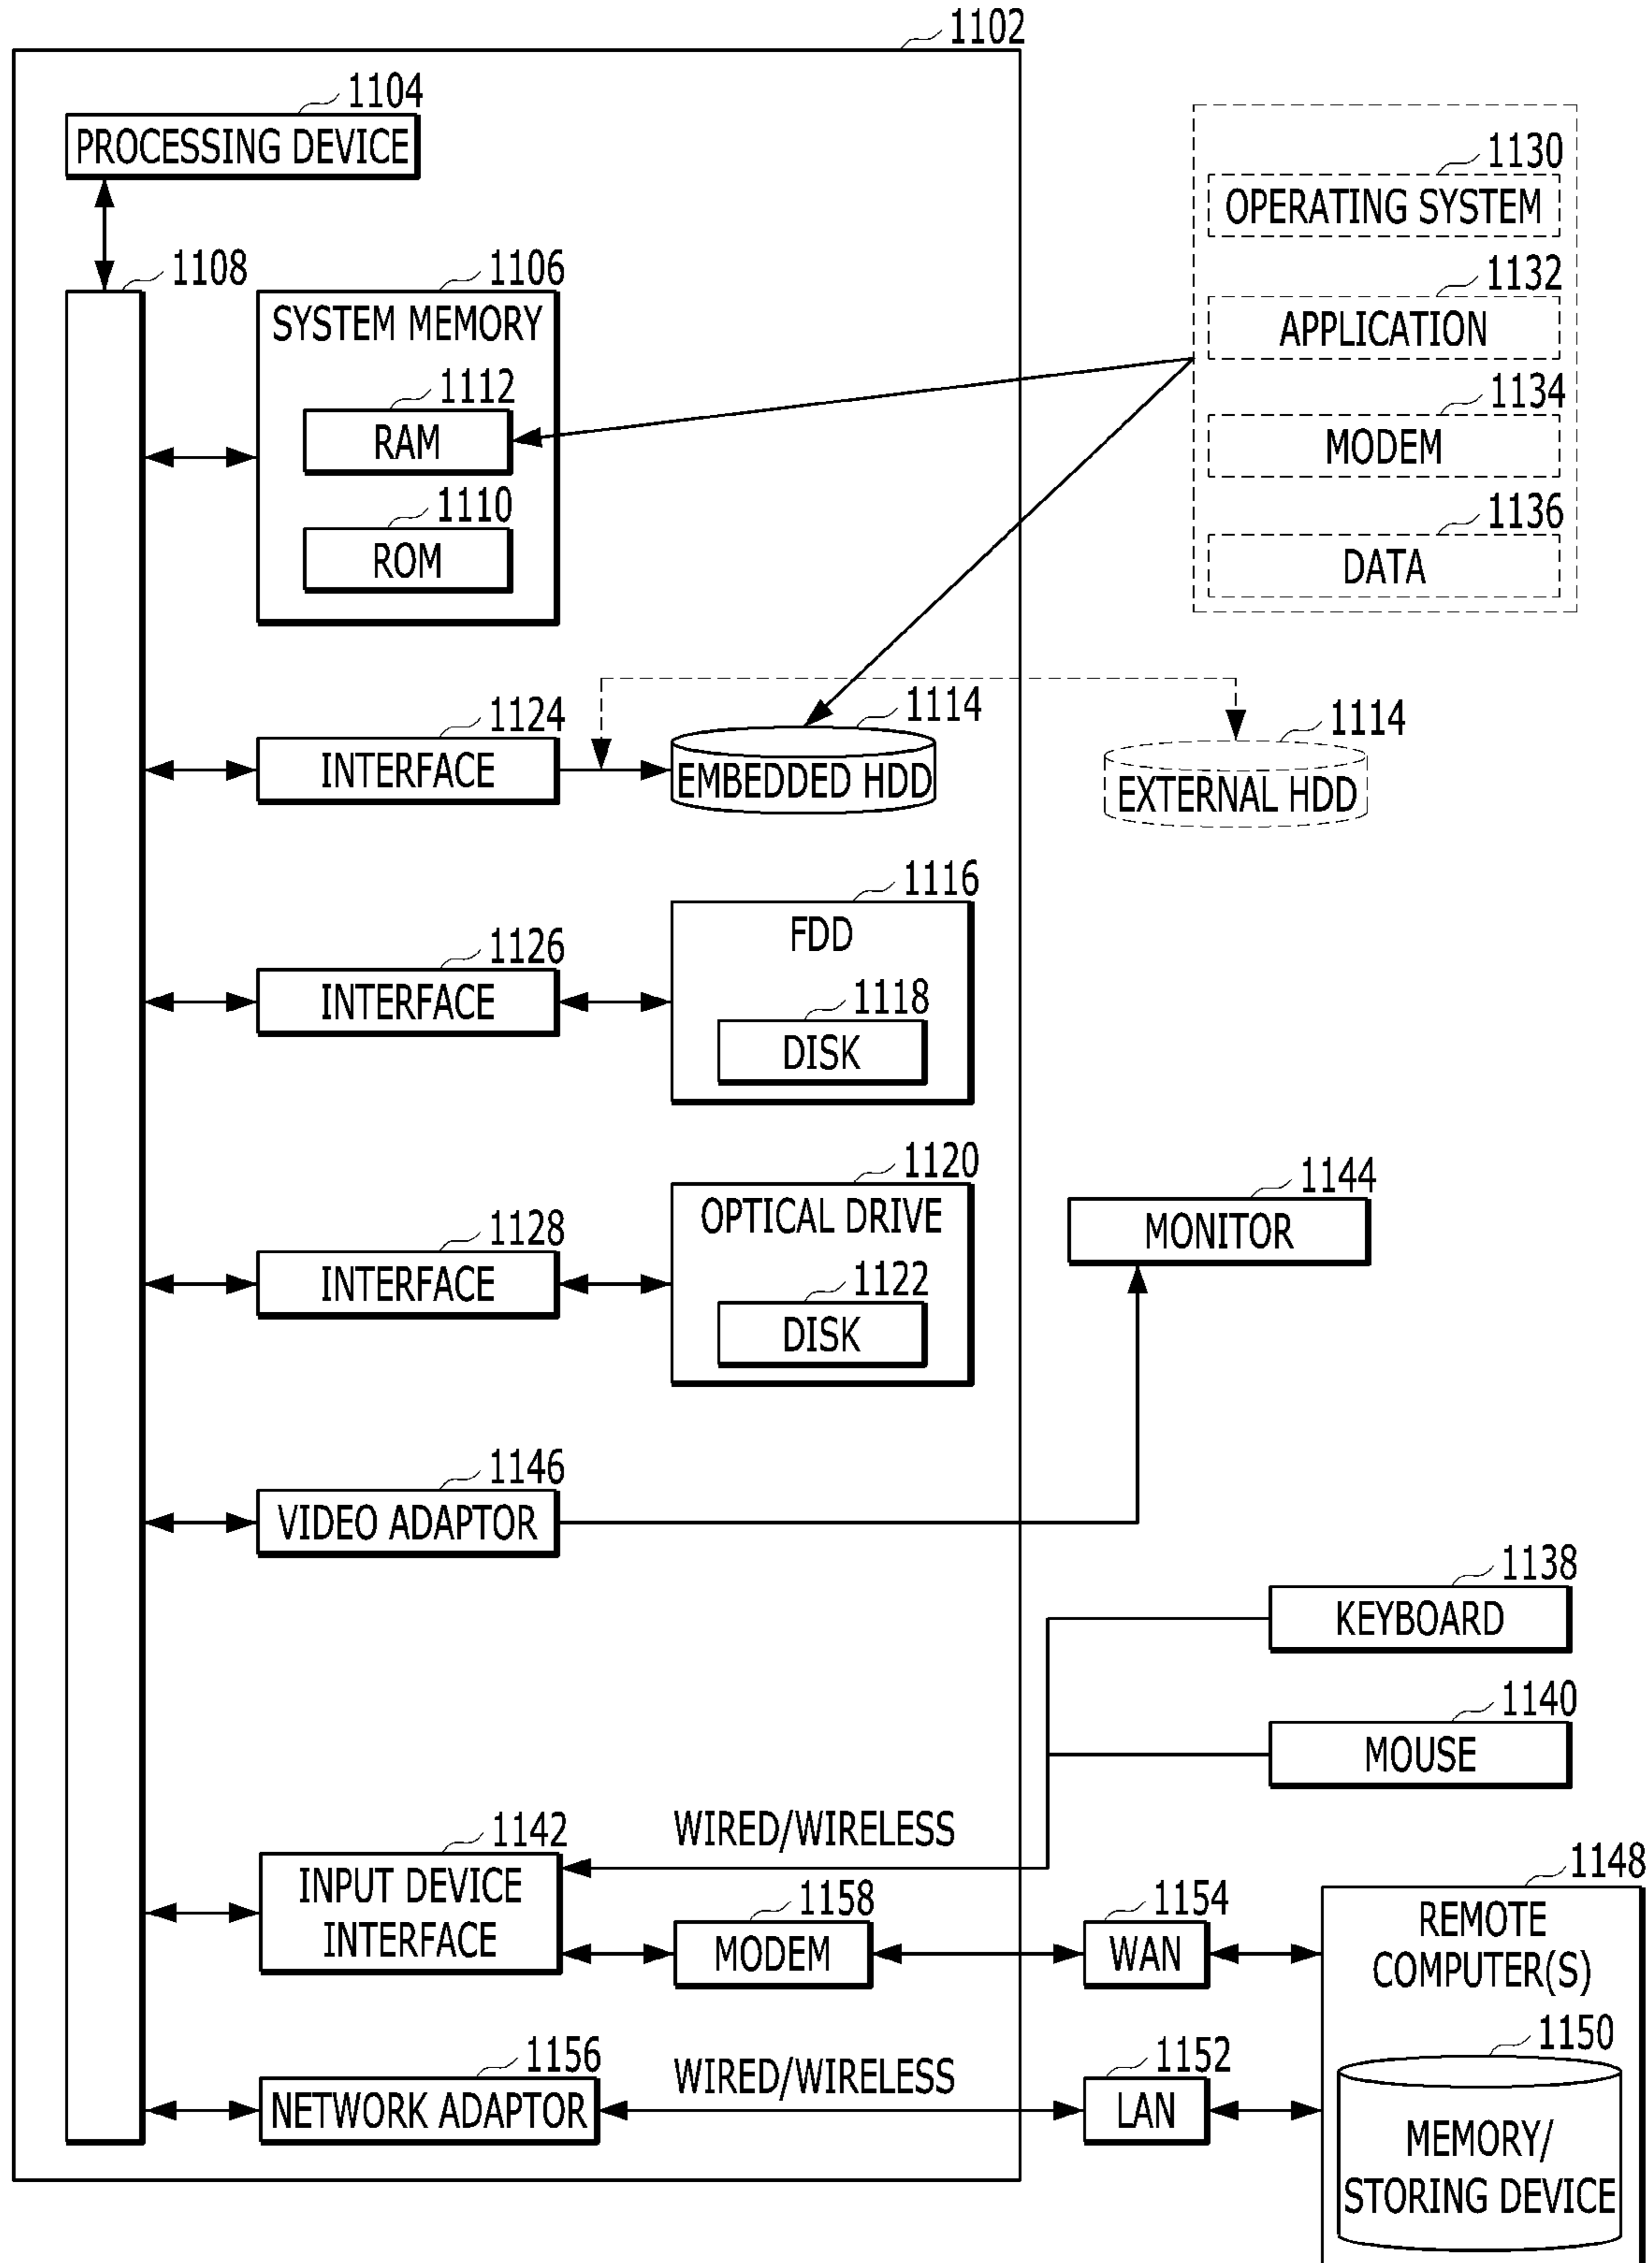 1102
1104
PROCESSING DEVICE
1130
OPERATING SYSTEM
1108
1106
SYSTEM MEMORY
1132
APPLICATION
1112
RAM
1134
MODEM
1110
ROM
1136
DATA
1124
INTERFACE
1114
EMBEDDED HDD
1114
EXTERNAL HDD
1126
INTERFACE
1116
FDD
1118
DISK
1128
INTERFACE
1120
OPTICAL DRIVE
1122
DISK
1144
MONITOR
1146
VIDEO ADAPTOR
1138
KEYBOARD
1140
MOUSE
1142
INPUT DEVICE
INTERFACE
WIRED/WIRELESS
1158
MODEM
1154
WAN
1148
REMOTE
COMPUTER(S)
1156
NETWORK ADAPTOR
WIRED/WIRELESS
1152
LAN
1150
MEMORY/
STORING DEVICE